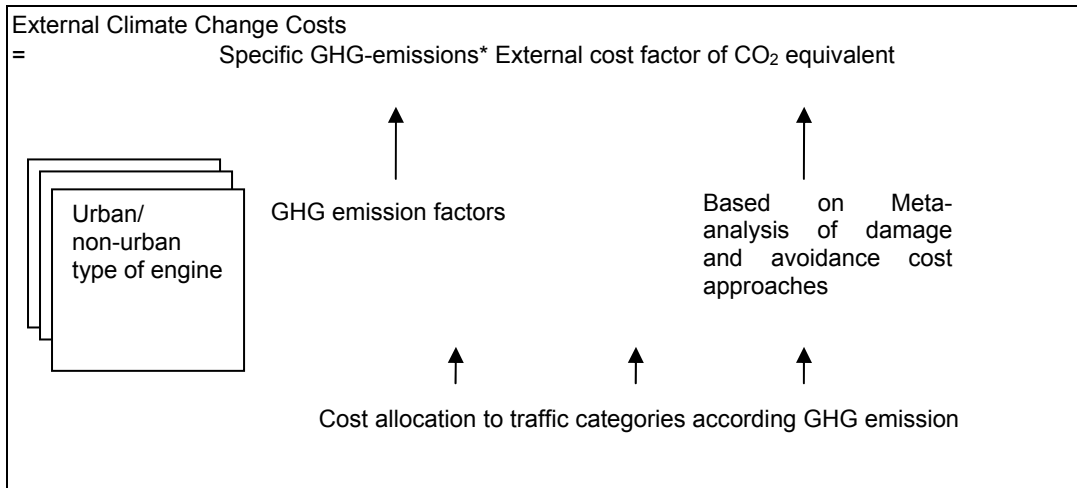 External Climate Change Costs
= Specific GHG-emissions* External cost factor of CO₂ equivalent
Urban/
non-urban
type of engine
GHG emission factors
Based on Meta-
analysis of damage
and avoidance cost
approaches
Cost allocation to traffic categories according GHG emission